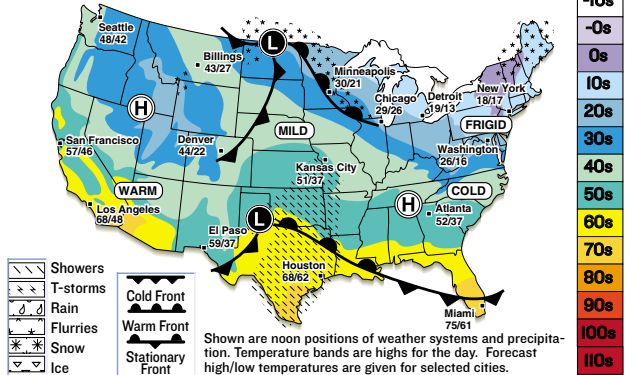 Seattle
48/42
Billings
43/27
L
Minneapolis
30/21
Chicago
29/26
Detroit
19/13
New York
18/17
FRIGID
Washington
26/16
H
MILD
San Francisco
57/46
Denver
44/22
Kansas City
51/37
WARM
COLD
Los Angeles
68/48
H
Atlanta
52/37
L
El Paso
59/37
Houston
68/62
Miami
75/61
Showers
T-storms
Rain
Flurries
Snow
Ice
Cold Front
Warm Front
Stationary
Front
Shown are noon positions of weather systems and precipita-
tion. Temperature bands are highs for the day. Forecast
high/low temperatures are given for selected cities.
-10s
-0s
0s
10s
20s
30s
40s
50s
60s
70s
80s
90s
100s
110s